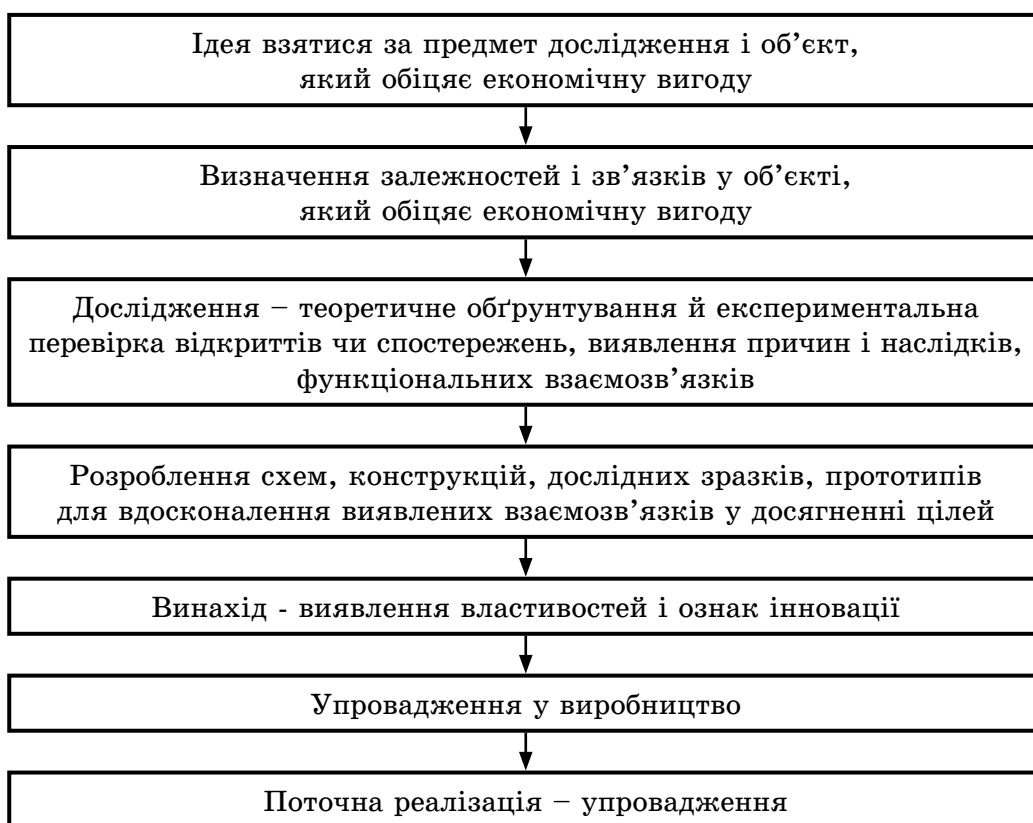 Ідея взятися за предмет дослідження і об’єкт,
який обіцяє економічну вигоду
Визначення залежностей і зв’язків у об’єкті,
який обіцяє економічну вигоду
Дослідження – теоретичне обґрунтування й експериментальна
перевірка відкриттів чи спостережень, виявлення причин і наслідків,
функціональних взаємозв’язків
Розроблення схем, конструкцій, дослідних зразків, прототипів
для вдосконалення виявлених взаємозв’язків у досягненні цілей
Винахід - виявлення властивостей і ознак інновації
Упровадження у виробництво
Поточна реалізація – упровадження